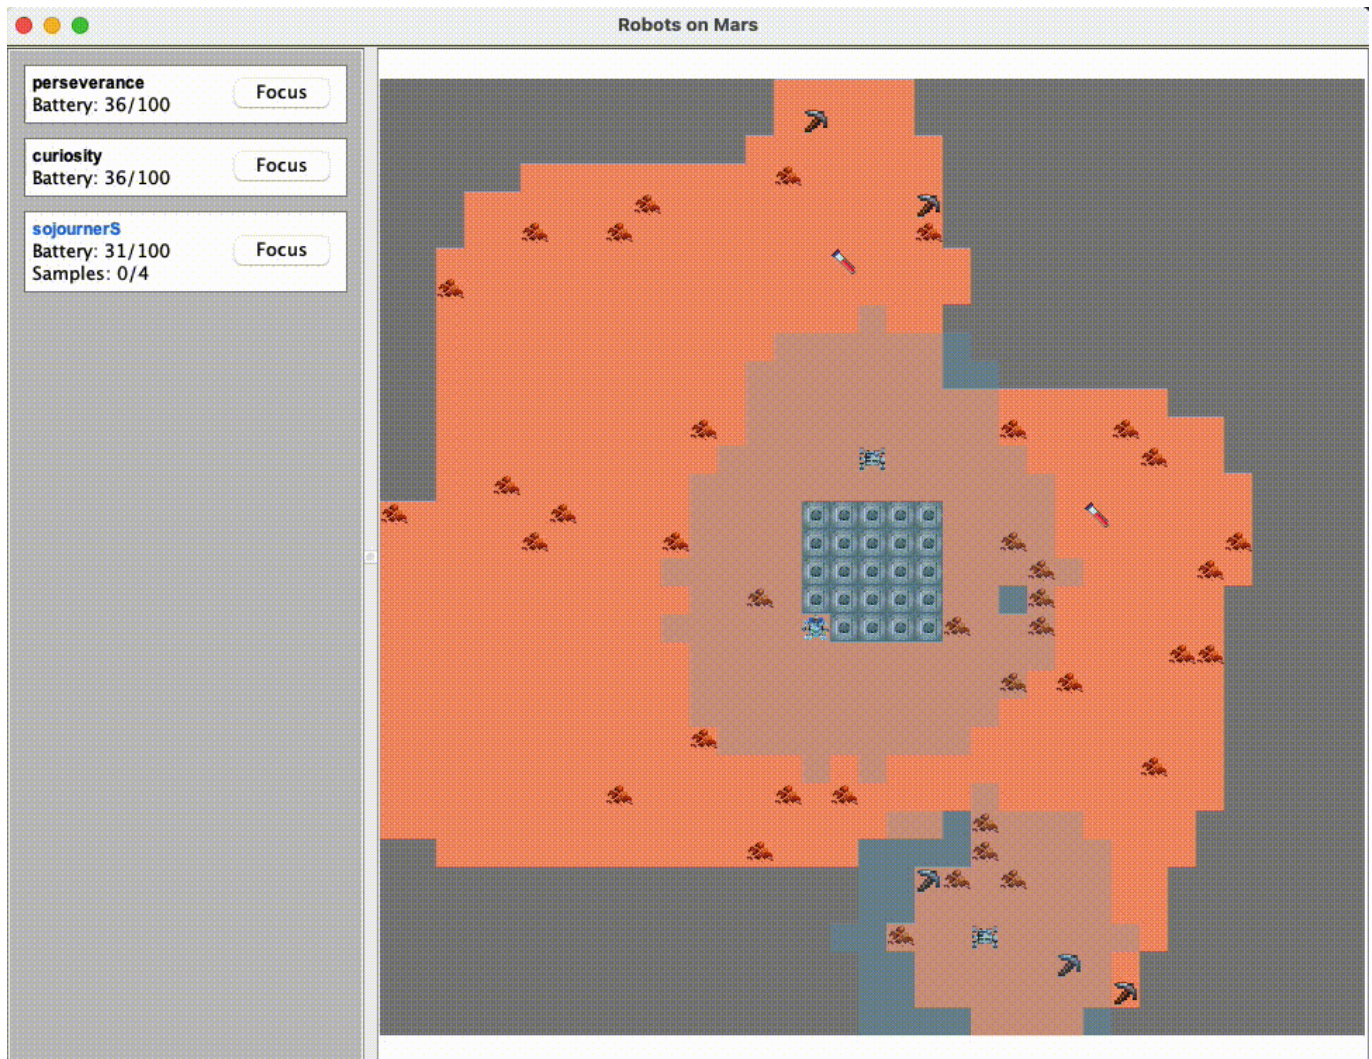 Robots on Mars
perseverance
Battery: 36/100
Focus
curiosity
Battery: 36/100
Focus
sojournerS
Battery: 31/100
Samples: 0/4
Focus